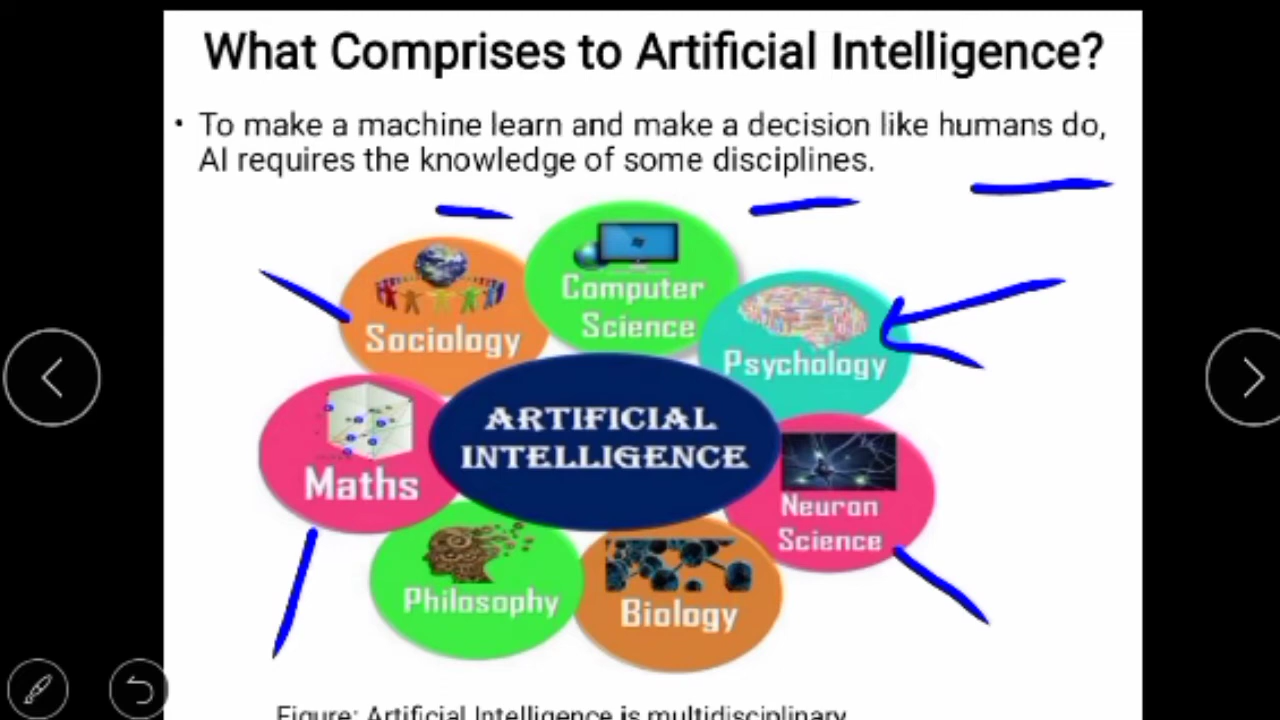 What Comprises to Artificial Intelligence?
• To make a machine learn and make a decision like humans do,
AI requires the knowledge of some disciplines.
Computer
Science
Sociology
Psychology
ARTIFICIAL
INTELLIGENCE
Maths
Neuron
Science
Philosophy
Biology
Figure: Artificial Intelligence is multidisciplinary